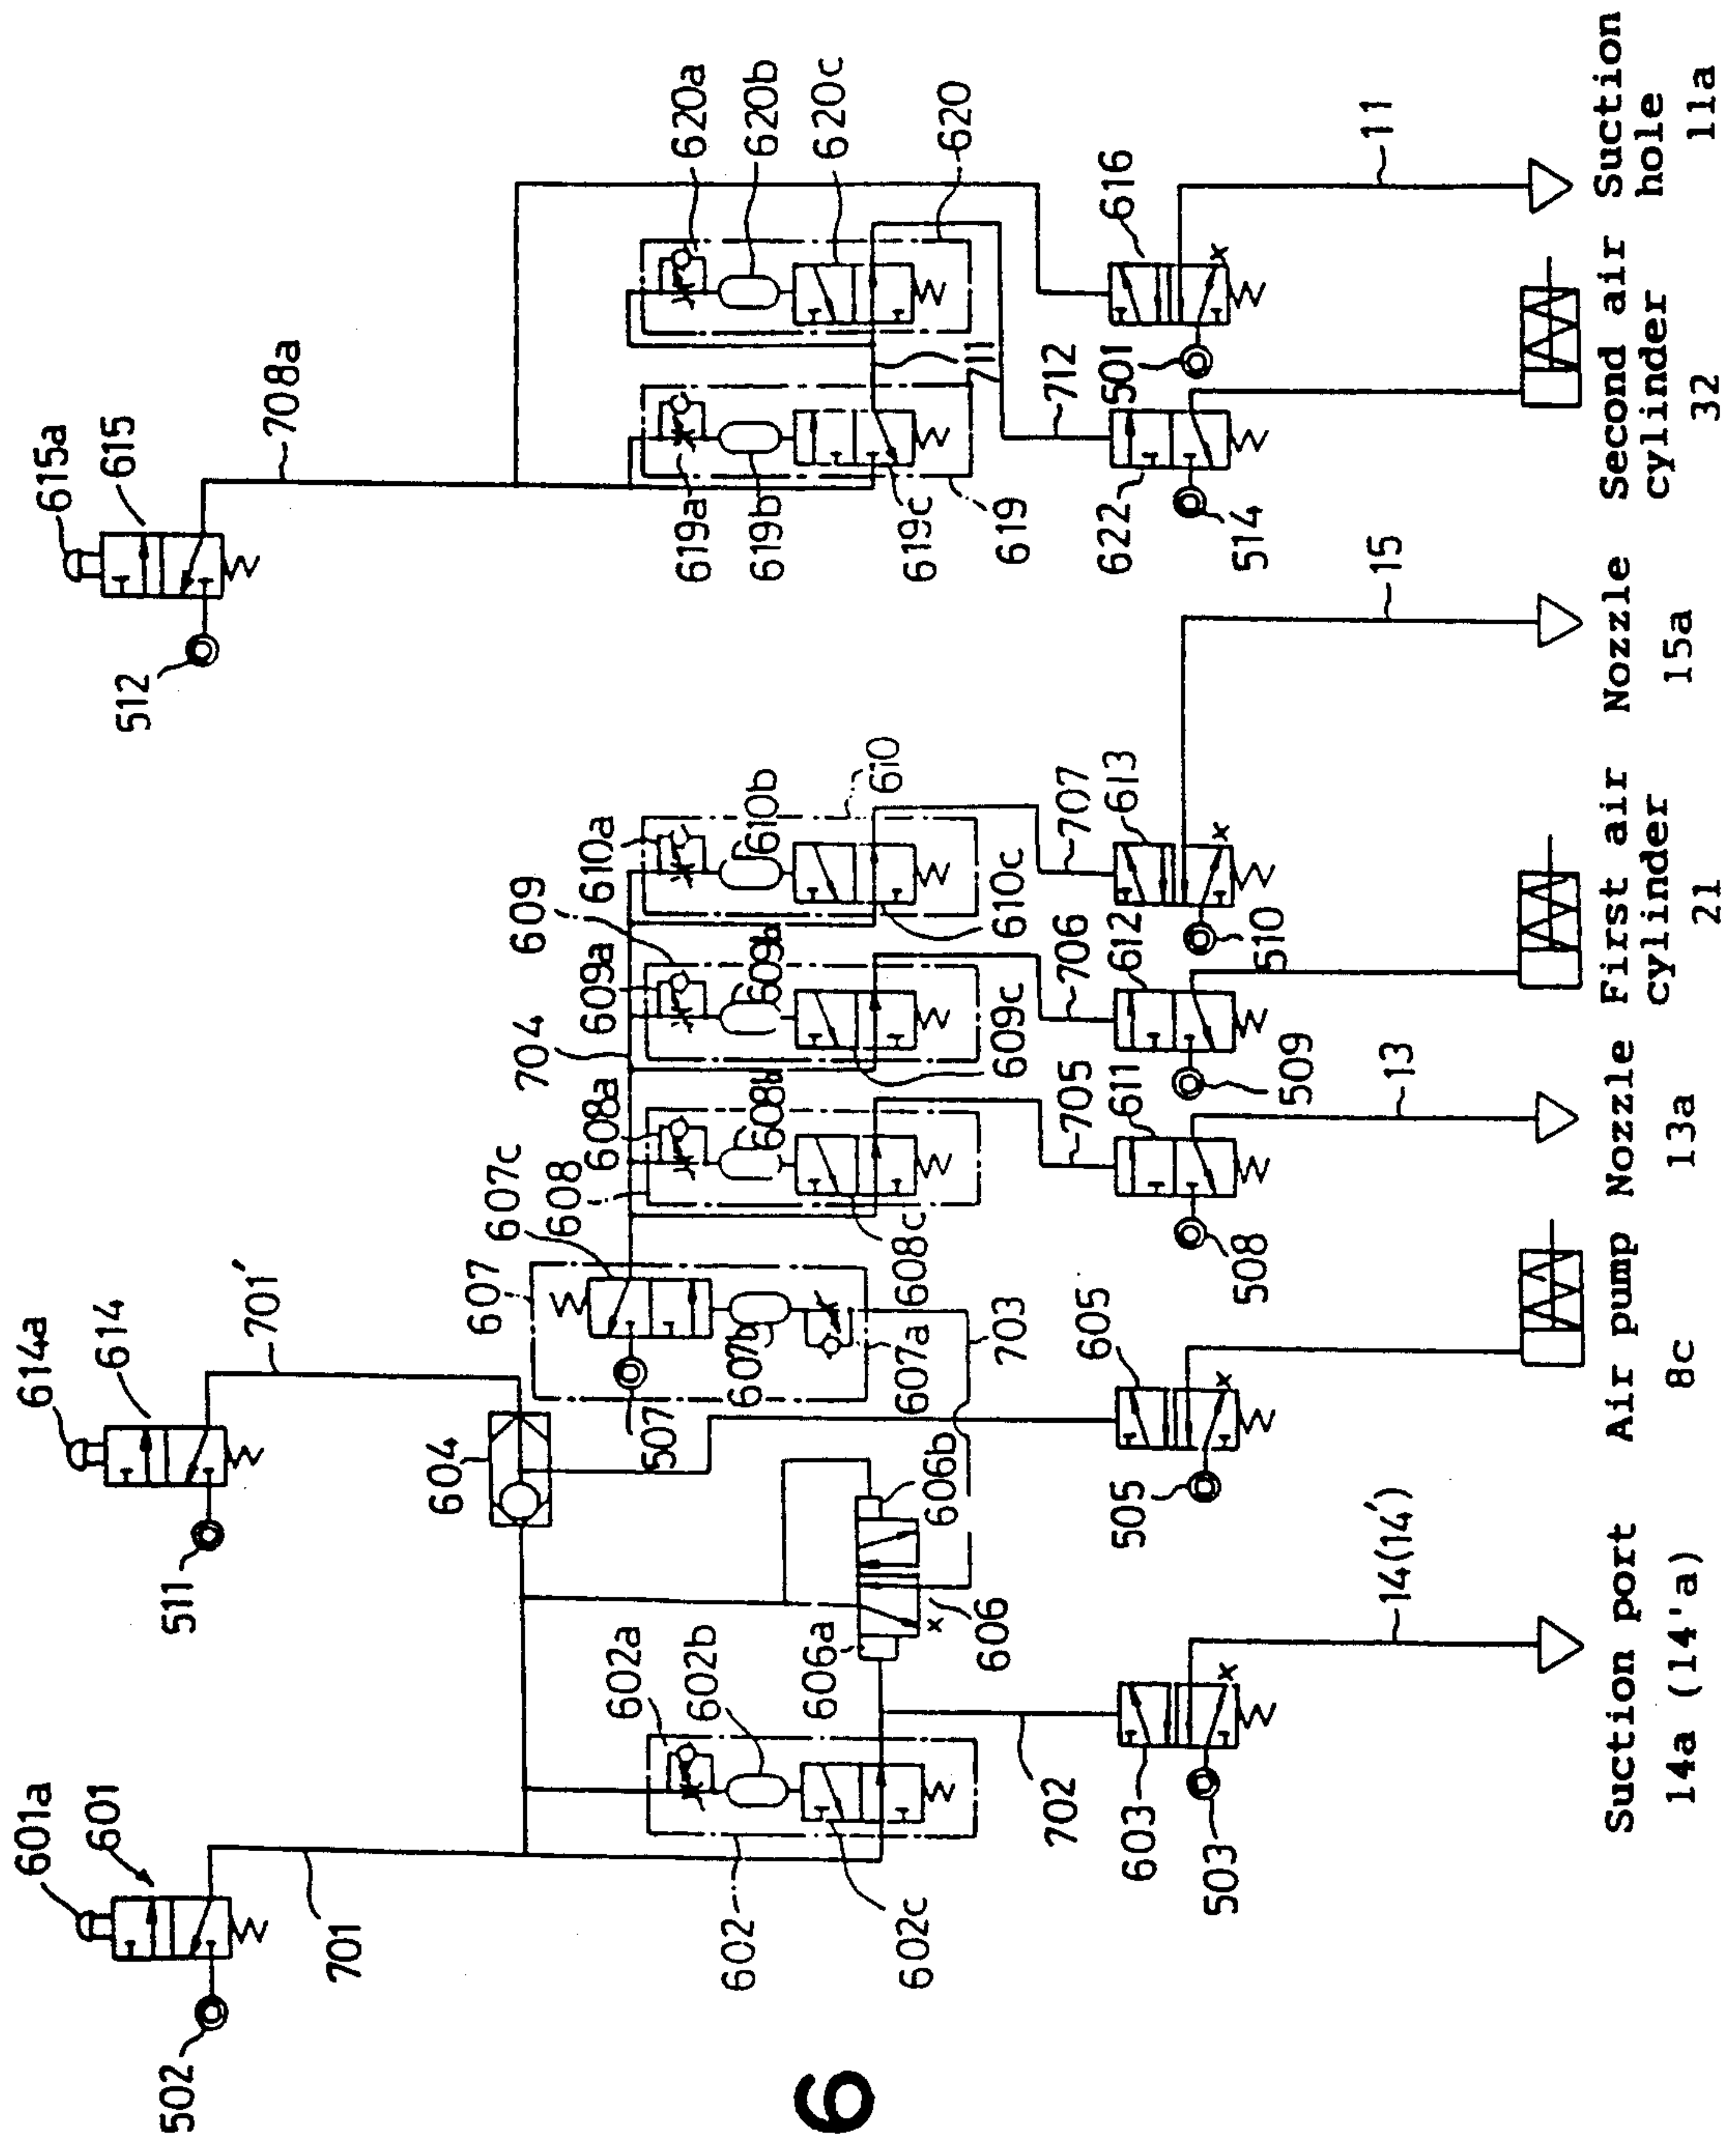 6
601a
601
502
701
614a
614
511
701'
615a
615
512
708a
604
602
602a
602b
602c
606a
606b
606
702
703
607
607c
607b
607a
507
704
608
608a
608b
608c
609
609a
609b
609c
610a
610b
610
610c
619a
619b
619c
619
620a
620b
620c
620
711
712
705
706
707
603
503
605
505
611
508
612
509
613
510
622
514
616
501
14(14')
13
15
11
Suction port
14a (14'a)
Air pump
8c
Nozzle
13a
First air
cylinder
21
Nozzle
15a
Second air
cylinder
32
Suction
hole
11a